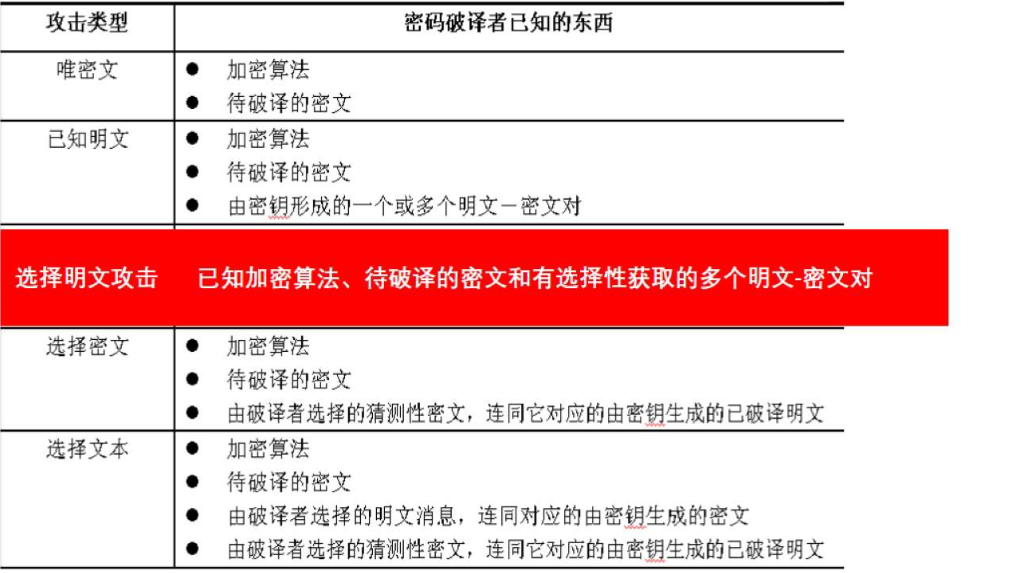 攻击类型 密码破译者已知的东西
唯密文 ● 加密算法
● 待破译的密文
已知明文 ● 加密算法
● 待破译的密文
● 由密钥形成的一个或多个明文－密文对
选择明文攻击 已知加密算法、待破译的密文和有选择性获取的多个明文-密文对
选择密文 ● 加密算法
● 待破译的密文
● 由破译者选择的猜测性密文，连同它对应的由密钥生成的已破译明文
选择文本 ● 加密算法
● 待破译的密文
● 由破译者选择的明文消息，连同对应的由密钥生成的密文
● 由破译者选择的猜测性密文，连同它对应的由密钥生成的已破译明文